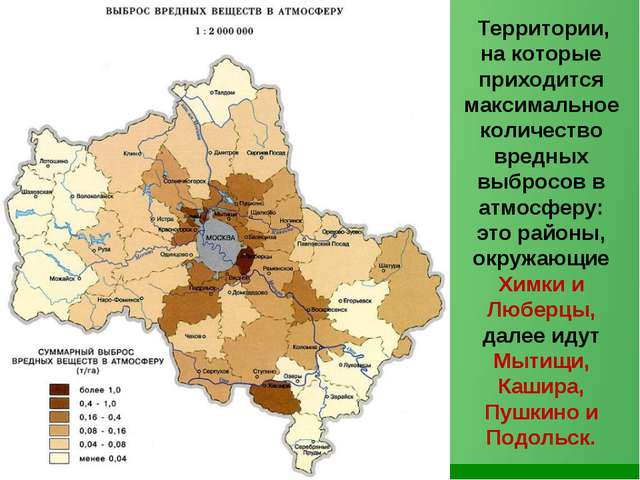 ВЫБРОС ВРЕДНЫХ ВЕЩЕСТВ В АТМОСФЕРУ
1 : 2 000 000
Талдом
Клин
Дмитров
Сергиев Посад
Лотошино
Шаховская
Волоколамск
Солнечногорск
Пушкино
Истра
Мытищи
Щелково
Ногинск
Орехово-Зуево
Красногорск
МОСКВА
Балашиха
Павловский Посад
Руза
Одинцово
Люберцы
Видное
Раменское
Шатура
Можайск
Наро-Фоминск
Подольск
Домодедово
Воскресенск
Егорьевск
Чехов
Коломна
Серпухов
Ступино
Озёры
Луховицы
Кашира
Зарайск
Серебряные
Пруды
СУММАРНЫЙ ВЫБРОС
ВРЕДНЫХ ВЕЩЕСТВ В АТМОСФЕРУ
(т/га)
более 1,0
0,4 - 1,0
0,16 - 0,4
0,08 - 0,16
0,04 - 0,08
менее 0,04
Территории,
на которые
приходится
максимальное
количество
вредных
выбросов в
атмосферу:
это районы,
окружающие
Химки и
Люберцы,
далее идут
Мытищи,
Кашира,
Пушкино и
Подольск.